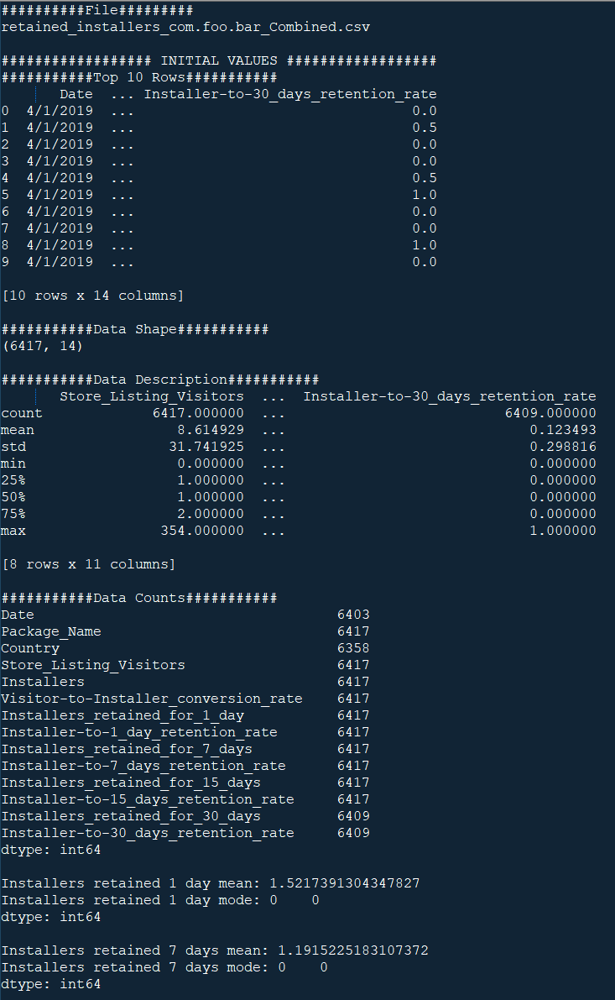 ##########File#########
retained_installers_com.foo.bar_Combined.csv

################## INITIAL VALUES ##################
###########Top 10 Rows###########
       Date  ... Installer-to-30_days_retention_rate
0  4/1/2019  ...                                 0.0
1  4/1/2019  ...                                 0.5
2  4/1/2019  ...                                 0.0
3  4/1/2019  ...                                 0.0
4  4/1/2019  ...                                 0.5
5  4/1/2019  ...                                 1.0
6  4/1/2019  ...                                 0.0
7  4/1/2019  ...                                 0.0
8  4/1/2019  ...                                 1.0
9  4/1/2019  ...                                 0.0

[10 rows x 14 columns]

###########Data Shape###########
(6417, 14)

###########Data Description###########
       Store_Listing_Visitors  ...  Installer-to-30_days_retention_rate
count             6417.000000  ...                          6409.000000
mean                 8.614929  ...                             0.123493
std                 31.741925  ...                             0.298816
min                  0.000000  ...                             0.000000
25%                  1.000000  ...                             0.000000
50%                  1.000000  ...                             0.000000
75%                  2.000000  ...                             0.000000
max                354.000000  ...                             1.000000

[8 rows x 11 columns]

###########Data Counts###########
Date                                    6403
Package_Name                            6417
Country                                 6358
Store_Listing_Visitors                  6417
Installers                              6417
Visitor-to-Installer_conversion_rate    6417
Installers_retained_for_1_day           6417
Installer-to-1_day_retention_rate       6417
Installers_retained_for_7_days          6417
Installer-to-7_days_retention_rate      6417
Installers_retained_for_15_days         6417
Installer-to-15_days_retention_rate     6417
Installers_retained_for_30_days         6409
Installer-to-30_days_retention_rate     6409
dtype: int64

Installers retained 1 day mean: 1.5217391304347827
Installers retained 1 day mode: 0    0
dtype: int64

Installers retained 7 days mean: 1.1915225183107372
Installers retained 7 days mode: 0    0
dtype: int64